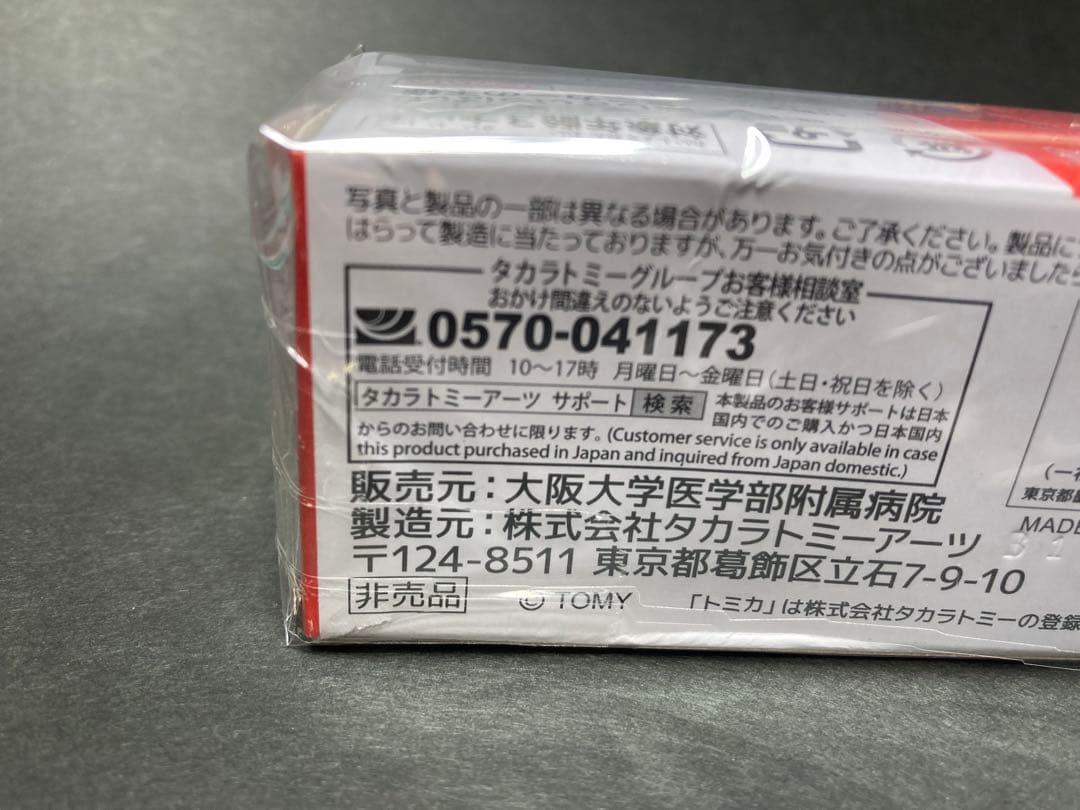 対象年齢
写真と製品の一部は異なる場合があります。ご了承ください。製品に
はらって製造に当たっておりますが、万一お気付きの点がございましたら
タカラトミーグループお客様相談室
おかけ間違えのないようご注意ください
0570-041173
電話受付時間 10〜17時 月曜日〜金曜日(土日・祝日を除く)
タカラトミーアーツ サポート 検索 本製品のお客様サポートは日本
国内でのご購入かつ日本国内
からのお問い合わせに限ります。(Customer service is only available in case
this product purchased in Japan and inquired from Japan domestic.)
販売元:大阪大学医学部附属病院
製造元:株式会社タカラトミーアーツ
〒124-8511 東京都葛飾区立石7-9-10
非売品 © TOMY 「トミカ」は株式会社タカラトミーの登録
(一社
東京都
MADE